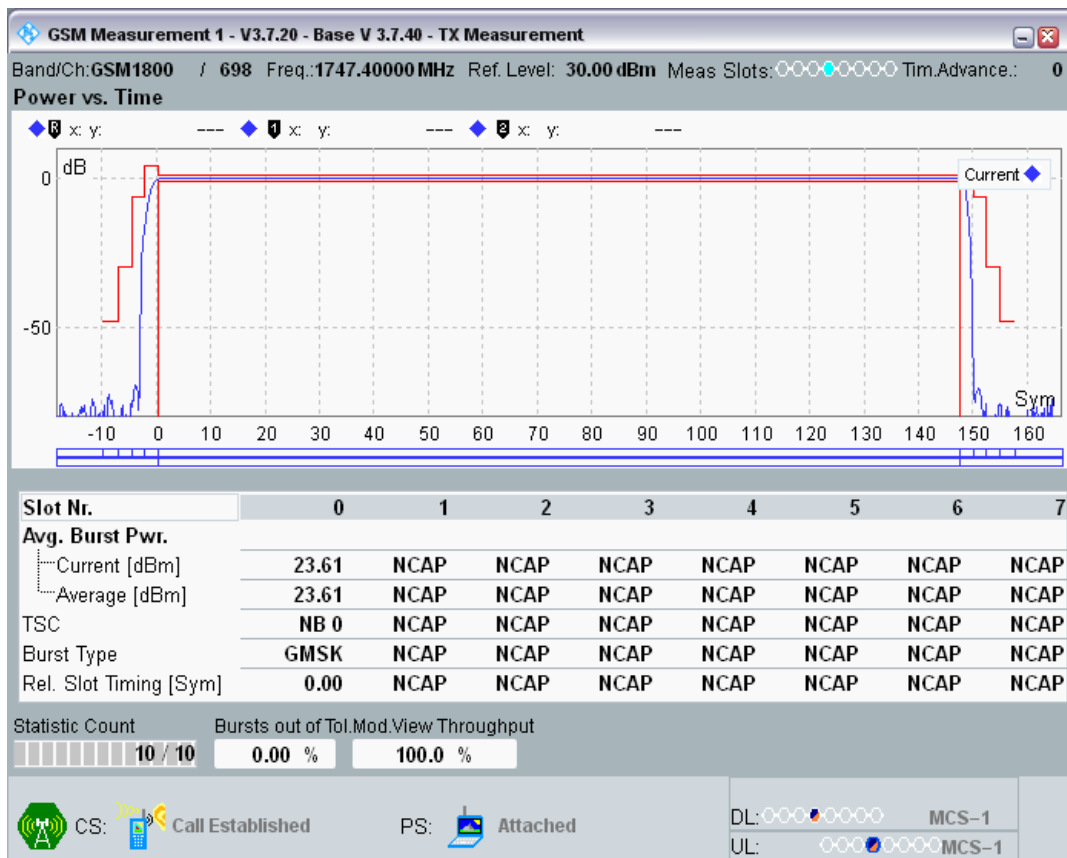 GSM Measurement 1 - V3.7.20 - Base V 3.7.40 - TX Measurement
Band/Ch:GSM1800 / 698 Freq.:1747.40000 MHz Ref. Level: 30.00 dBm Meas Slots: Tim.Advance.: 0
Power vs. Time
R x: y: --- 1 x: y: --- 2 x: y: ---
dB
Current
0
-50
Sym
-10 0 10 20 30 40 50 60 70 80 90 100 110 120 130 140 150 160
Slot Nr. 0 1 2 3 4 5 6 7
Avg. Burst Pwr.
Current [dBm] 23.61 NCAP NCAP NCAP NCAP NCAP NCAP NCAP
Average [dBm] 23.61 NCAP NCAP NCAP NCAP NCAP NCAP NCAP
TSC NB 0 NCAP NCAP NCAP NCAP NCAP NCAP NCAP
Burst Type GMSK NCAP NCAP NCAP NCAP NCAP NCAP NCAP
Rel. Slot Timing [Sym] 0.00 NCAP NCAP NCAP NCAP NCAP NCAP NCAP
Statistic Count Bursts out of Tol. Mod.View Throughput
10 / 10 0.00 % 100.0 %
CS: Call Established PS: Attached
DL: MCS-1
UL: MCS-1